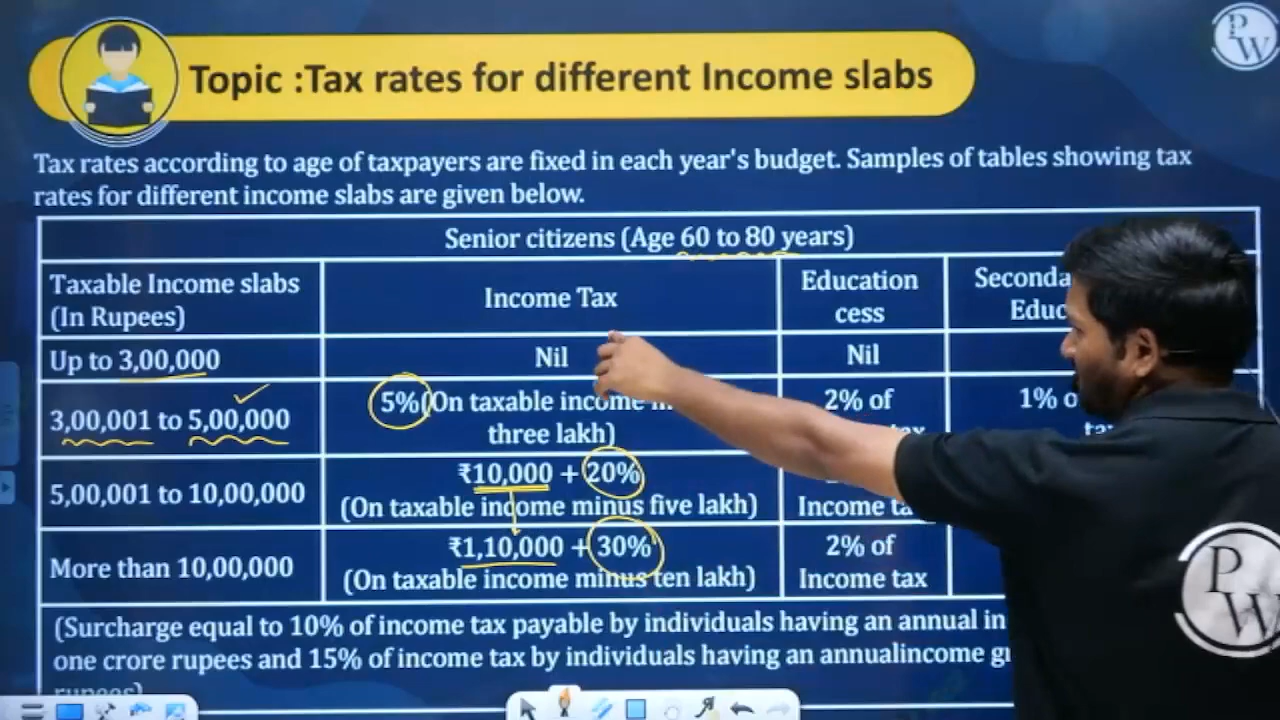 Topic :Tax rates for different Income slabs
PW
Tax rates according to age of taxpayers are fixed in each year's budget. Samples of tables showing tax
rates for different income slabs are given below.
Senior citizens (Age 60 to 80 years)
Taxable Income slabs
(In Rupees)
Income Tax
Education
cess
Educ
Up to 3,00,000
Nil
Nil
3,00,001 to 5,00,000
5%(On taxable income
three lakh)
2% of
1%
5,00,001 to 10,00,000
₹10,000 + 20%
(On taxable income minus five lakh)
Income
More than 10,00,000
₹1,10,000 + 30%
(On taxable income minus ten lakh)
2% of
Income tax
(Surcharge equal to 10% of income tax payable by individuals having an annual in
one crore rupees and 15% of income tax by individuals having an annualincome
rupees)
PW